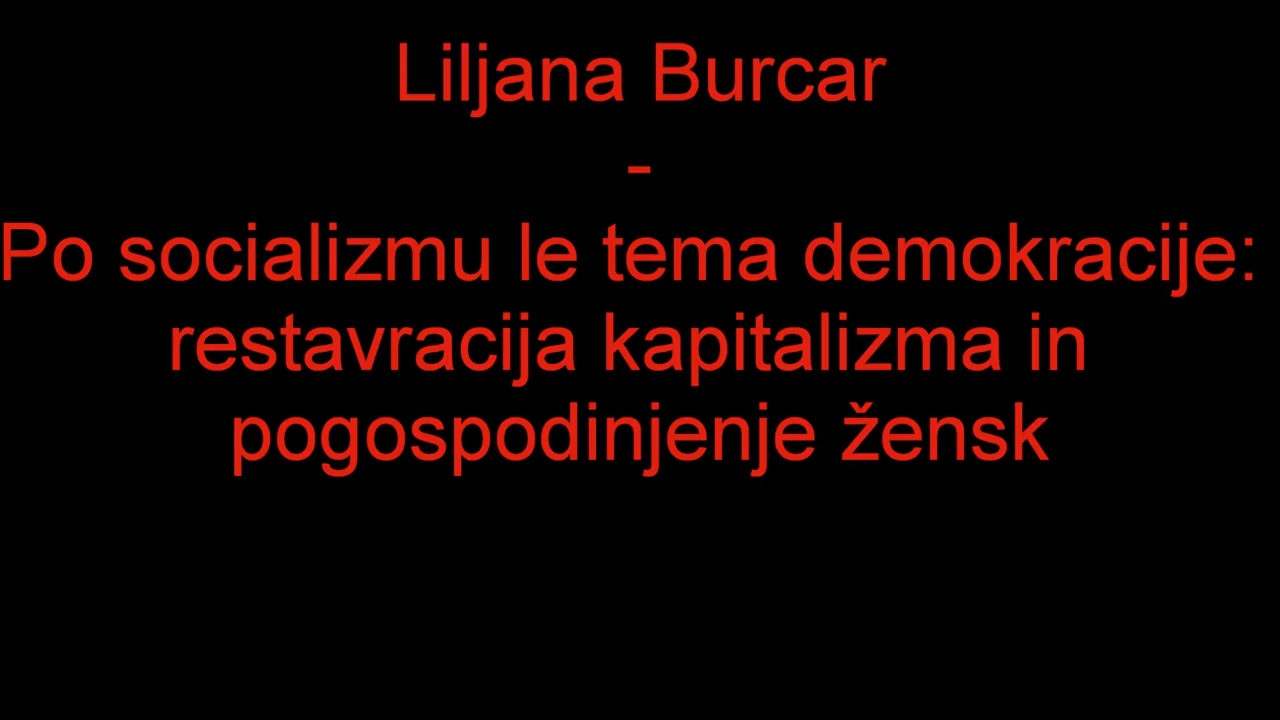 Liljana Burcar
-
Po socializmu le tema demokracije:
restavracija kapitalizma in
pogospodinjenje žensk